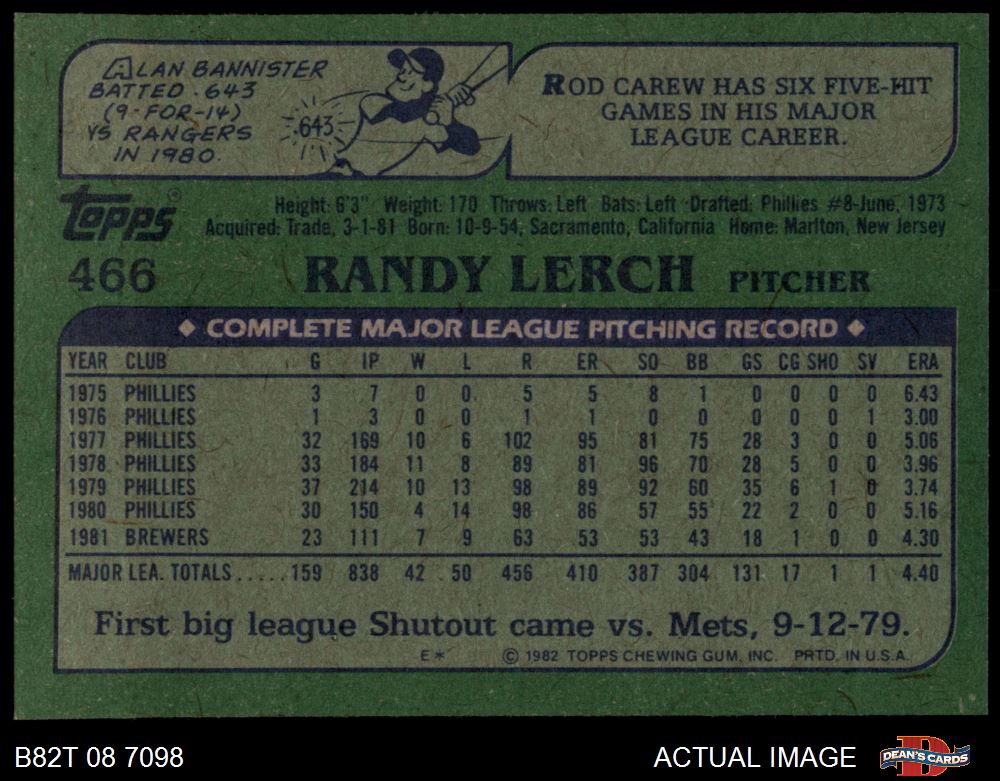 ALAN BANNISTER
BATTED .643
(9-FOR-14)
VS RANGERS
IN 1980.
.643
ROD CAREW HAS SIX FIVE-HIT
GAMES IN HIS MAJOR
LEAGUE CAREER.
Topps®
Height: 6'3" Weight: 170 Throws: Left Bats: Left Drafted: Phillies #8-June, 1973
Acquired: Trade, 3-1-81 Born: 10-9-54, Sacramento, California Home: Marlton, New Jersey
466 RANDY LERCH PITCHER
◆ COMPLETE MAJOR LEAGUE PITCHING RECORD ◆
YEAR CLUB G IP W L R ER SO BB GS CG SHO SV ERA
1975 PHILLIES 3 7 0 0 5 5 8 1 0 0 0 0 6.43
1976 PHILLIES 1 3 0 0 1 1 0 0 0 0 0 1 3.00
1977 PHILLIES 32 169 10 6 102 95 81 75 28 3 0 0 5.06
1978 PHILLIES 33 184 11 8 89 81 96 70 28 5 0 0 3.96
1979 PHILLIES 37 214 10 13 98 89 92 60 35 6 1 0 3.74
1980 PHILLIES 30 150 4 14 98 86 57 55 22 2 0 0 5.16
1981 BREWERS 23 111 7 9 63 53 53 43 18 1 0 0 4.30
MAJOR LEA. TOTALS.....159 838 42 50 456 410 387 304 131 17 1 1 4.40
First big league Shutout came vs. Mets, 9-12-79.
E* © 1982 TOPPS CHEWING GUM, INC. PRTD. IN U.S.A.
B82T 08 7098 ACTUAL IMAGE DEAN'S CARDS